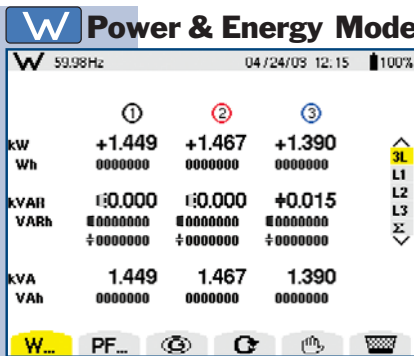 W Power & Energy Mode
W 59.98Hz 04/24/03 12:15 100%
1 2 3
kW +1.449 +1.467 +1.390
Wh 0000000 0000000 0000000
3L
L1
L2
L3
Σ
kVAR 0.000 0.000 +0.015
VARh 0000000 0000000 0000000
0000000 0000000 0000000
kVA 1.449 1.467 1.390
VAh 0000000 0000000 0000000
W... PF...